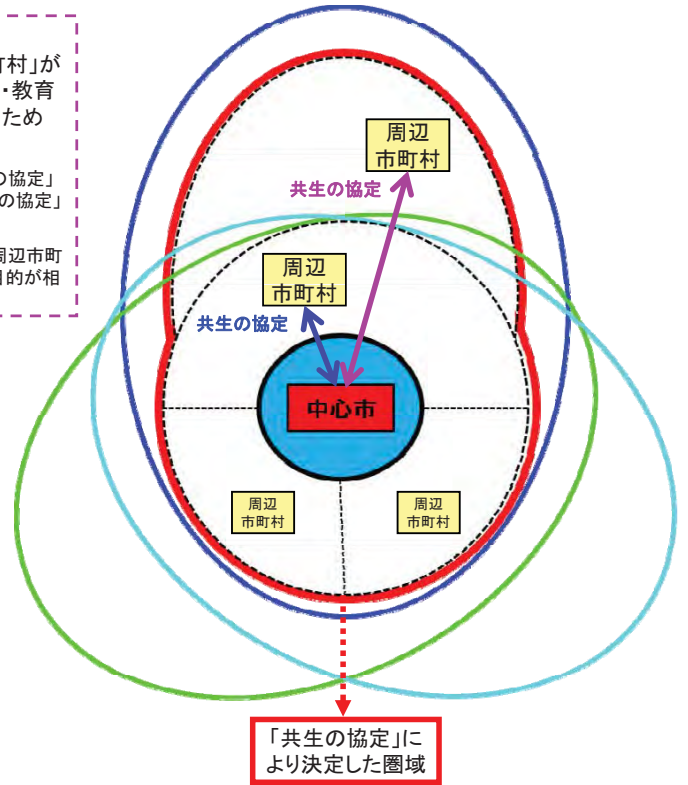 町村」が
・教育
ため
の協定」
の協定」
周辺市町
目的が相
周辺
市町村
共生の協定
周辺
市町村
共生の協定
中心市
周辺
市町村
周辺
市町村
「共生の協定」に
より決定した圏域